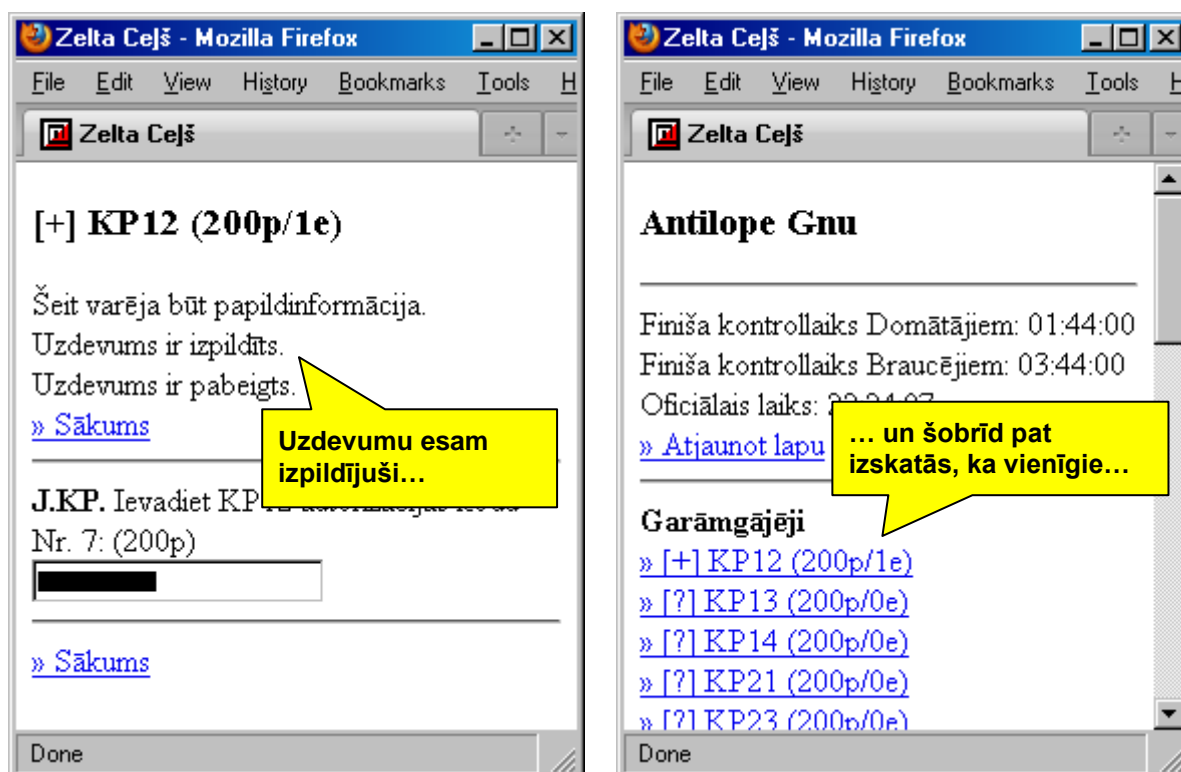 Zelta Ceļš - Mozilla Firefox
File Edit View History Bookmarks Tools H
Zelta Ceļš
[+] KP12 (200p/1e)
Šeit varēja būt papildinformācija.
Uzdevums ir izpildīts.
Uzdevums ir pabeigts.
» Sākums
Uzdevumu esam
izpildījuši…
J.KP. Ievadiet KP12 autorizācijas kodu
Nr. 7: (200p)
» Sākums
Done
Zelta Ceļš - Mozilla Firefox
File Edit View History Bookmarks Tools H
Zelta Ceļš
Antilope Gnu
Finiša kontrollaiks Domātājiem: 01:44:00
Finiša kontrollaiks Braucējiem: 03:44:00
Oficiālais laiks:
» Atjaunot lapu
… un šobrīd pat
izskatās, ka vienīgie…
Garāmgājēji
» [+] KP12 (200p/1e)
» [?] KP13 (200p/0e)
» [?] KP14 (200p/0e)
» [?] KP21 (200p/0e)
» [?] KP23 (200p/0e)
Done